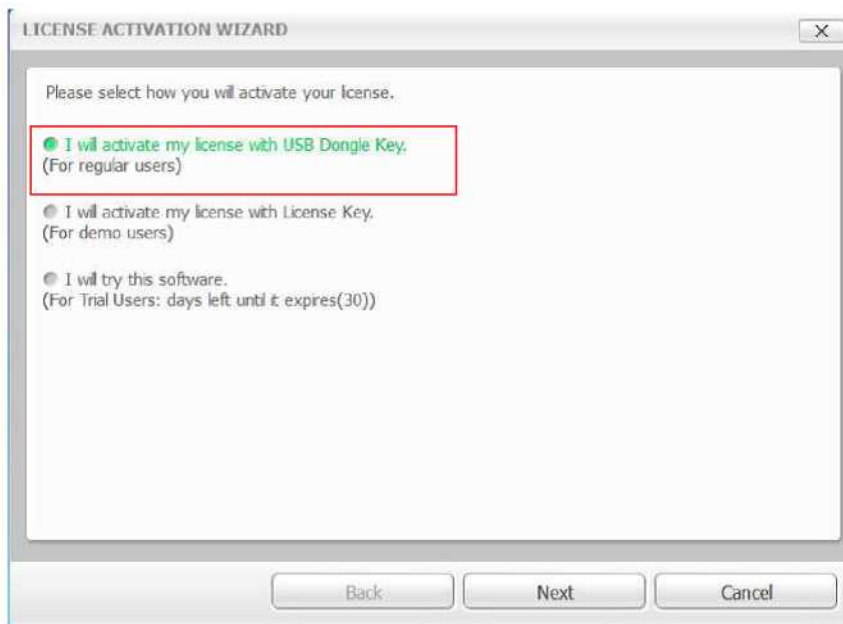 LICENSE ACTIVATION WIZARD
Please select how you will activate your license.
I will activate my license with USB Dongle Key.
(For regular users)
I will activate my license with License Key.
(For demo users)
I will try this software.
(For Trial Users: days left until it expires(30))
Back
Next
Cancel